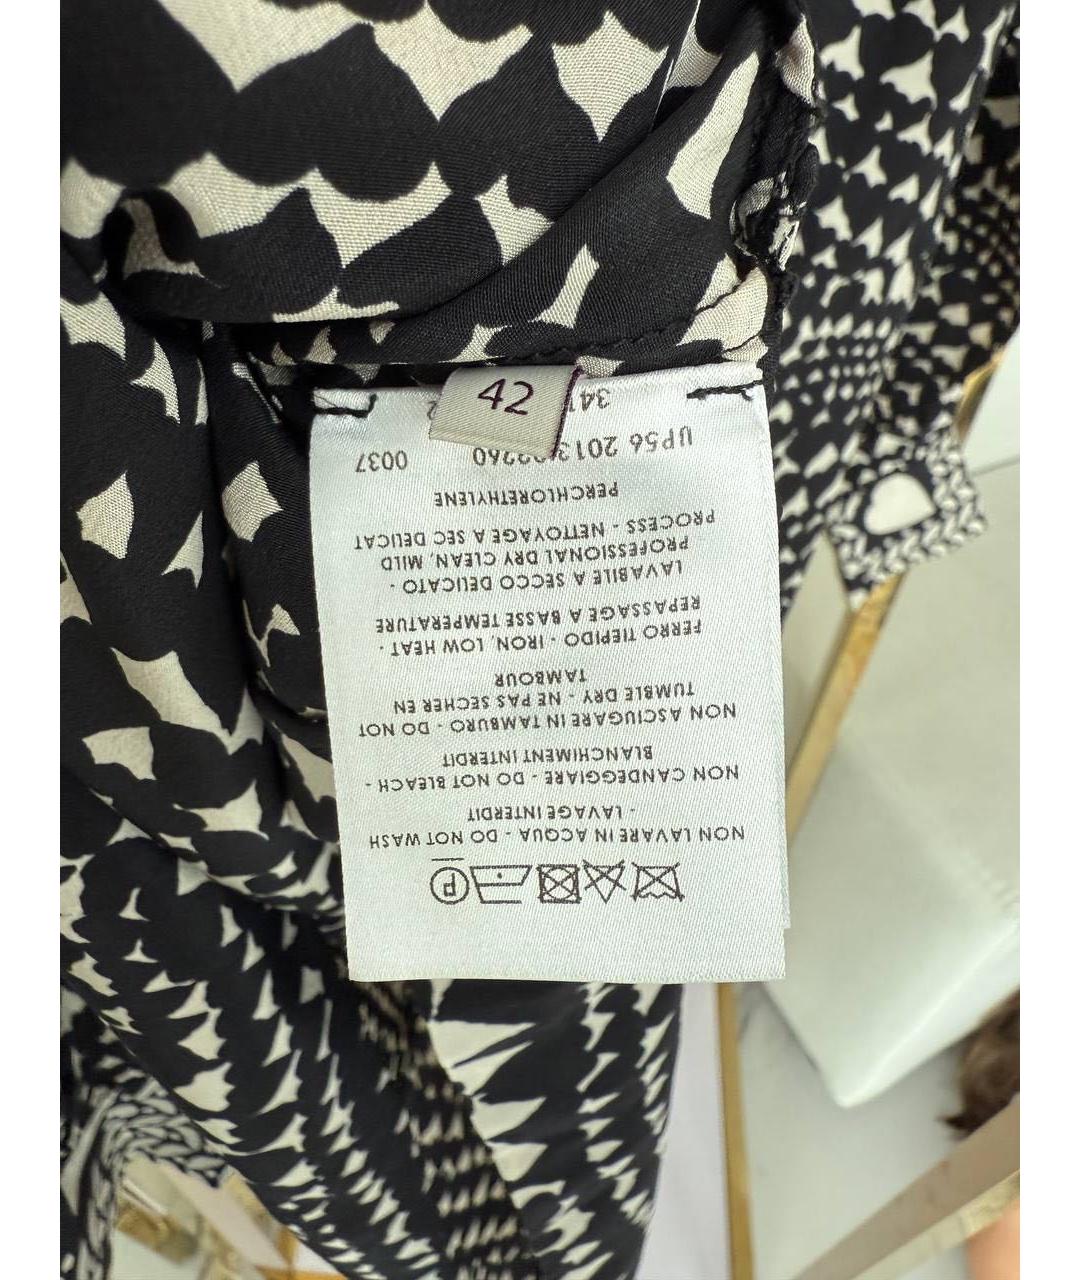 42
NON LAVARE IN ACQUA - DO NOT WASH
- LAVAGE INTERDIT
NON CANDEGGIARE - DO NOT BLEACH -
BLANCHIMENT INTERDIT
NON ASCIUGARE IN TAMBURO - DO NOT
TUMBLE DRY - NE PAS SECHER EN
TAMBOUR
FERRO TIEPIDO - IRON, LOW HEAT -
REPASSAGE A BASSE TEMPERATURE
LAVABILE A SECCO DELICATO -
PROFESSIONAL DRY CLEAN, MILD
PROCESS - NETTOYAGE A SEC DELICAT
PERCHLORETHYLENE
UP56 0037